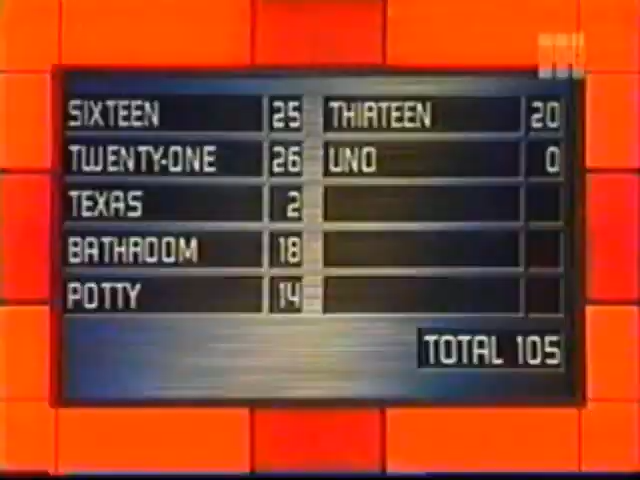 SIXTEEN 25 THIRTEEN 20
TWENTY-ONE 26 UNO 0
TEXAS 2
BATHROOM 18
POTTY 14
TOTAL 105